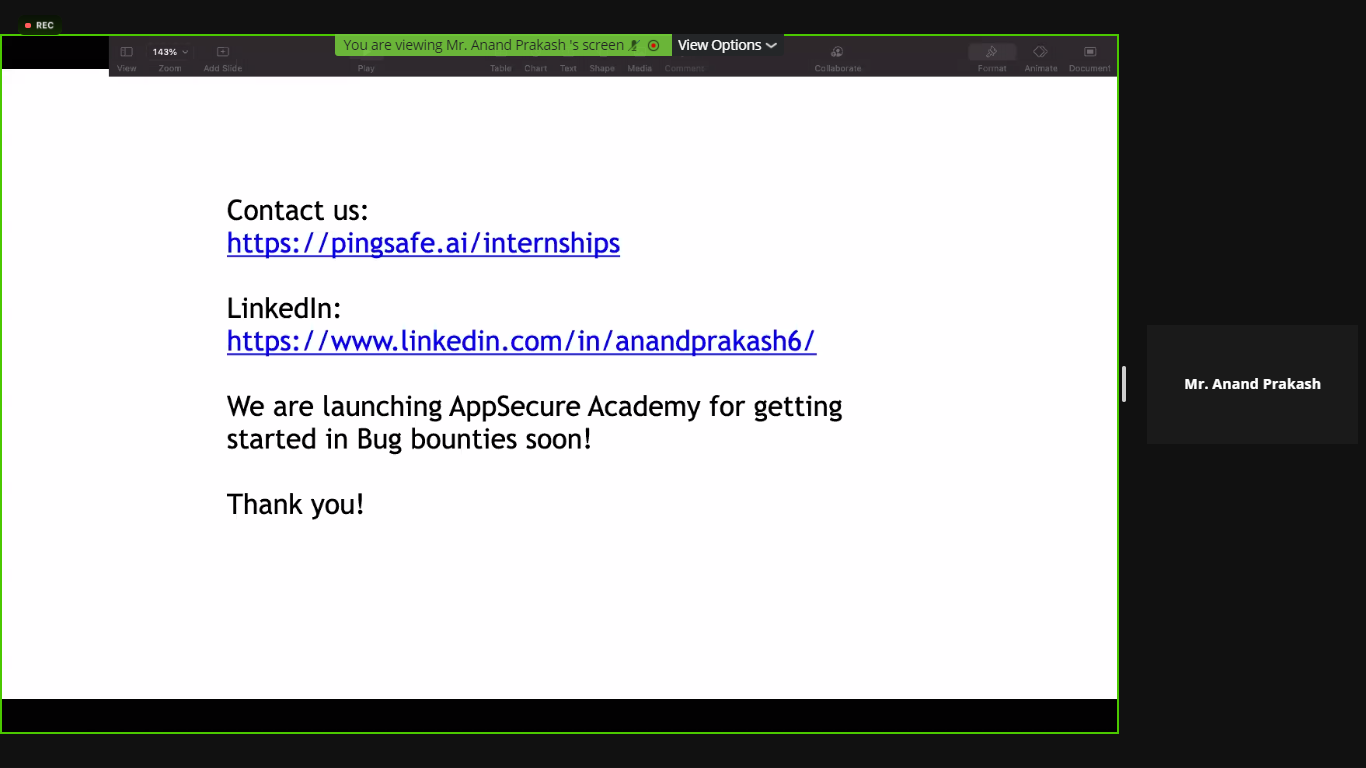 REC
You are viewing Mr. Anand Prakash 's screen
View Options
143%
View
Zoom
Add Slide
Play
Table
Chart
Text
Shape
Media
Comment
Collaborate
Format
Animate
Document
Contact us:
https://pingsafe.ai/internships
LinkedIn:
https://www.linkedin.com/in/anandprakash6/
We are launching AppSecure Academy for getting
started in Bug bounties soon!
Thank you!
Mr. Anand Prakash